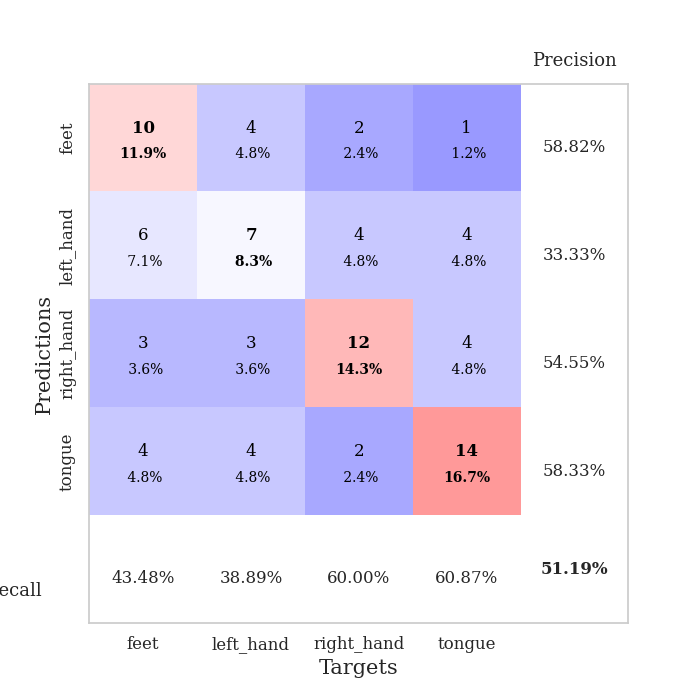 Precision
feet 10 4 2 1
11.9% 4.8% 2.4% 1.2% 58.82%
left_hand 6 7 4 4
7.1% 8.3% 4.8% 4.8% 33.33%
Predictions
right_hand 3 3 12 4
3.6% 3.6% 14.3% 4.8% 54.55%
tongue 4 4 2 14
4.8% 4.8% 2.4% 16.7% 58.33%
ecall 43.48% 38.89% 60.00% 60.87% 51.19%
feet left_hand right_hand tongue
Targets